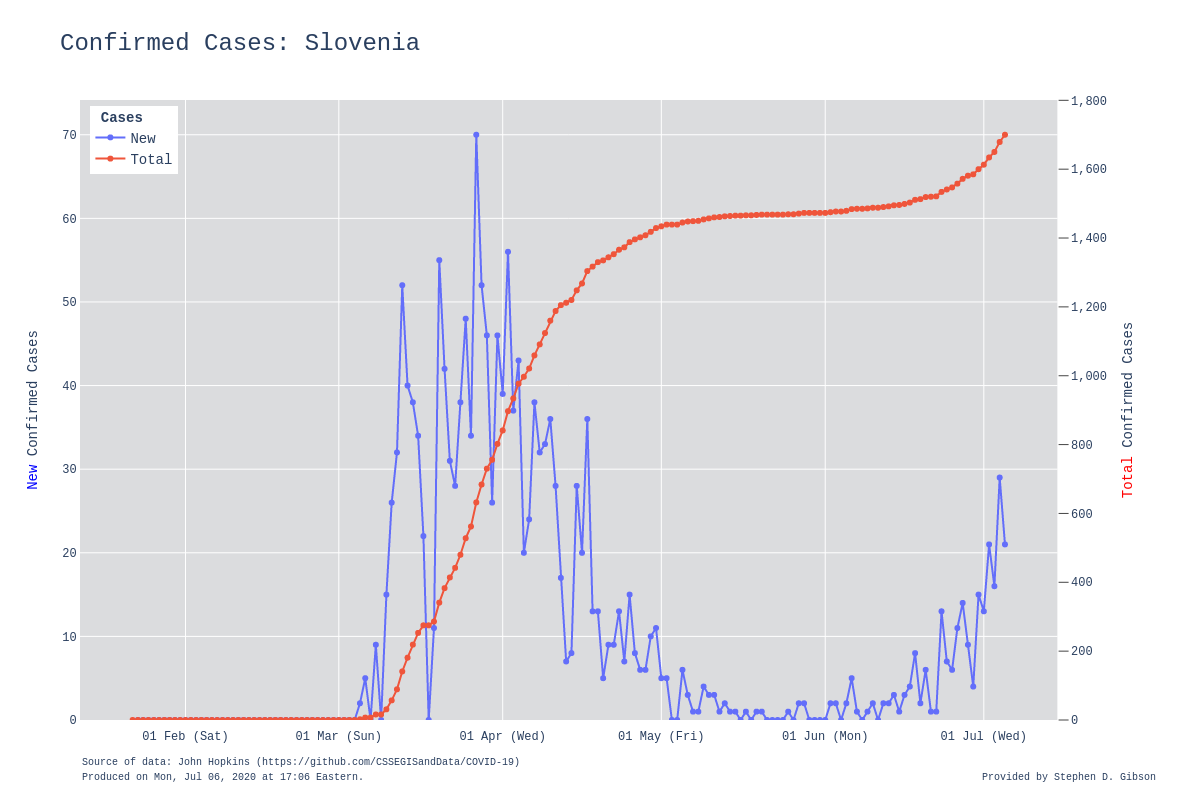 Confirmed Cases: Slovenia
Cases
New
Total
70
60
50
40
30
20
10
0
New Confirmed Cases
1,800
1,600
1,400
1,200
1,000
800
600
400
200
0
Total Confirmed Cases
01 Feb (Sat) 01 Mar (Sun) 01 Apr (Wed) 01 May (Fri) 01 Jun (Mon) 01 Jul (Wed)
Source of data: John Hopkins (https://github.com/CSSEGISandData/COVID-19)
Produced on Mon, Jul 06, 2020 at 17:06 Eastern.
Provided by Stephen D. Gibson